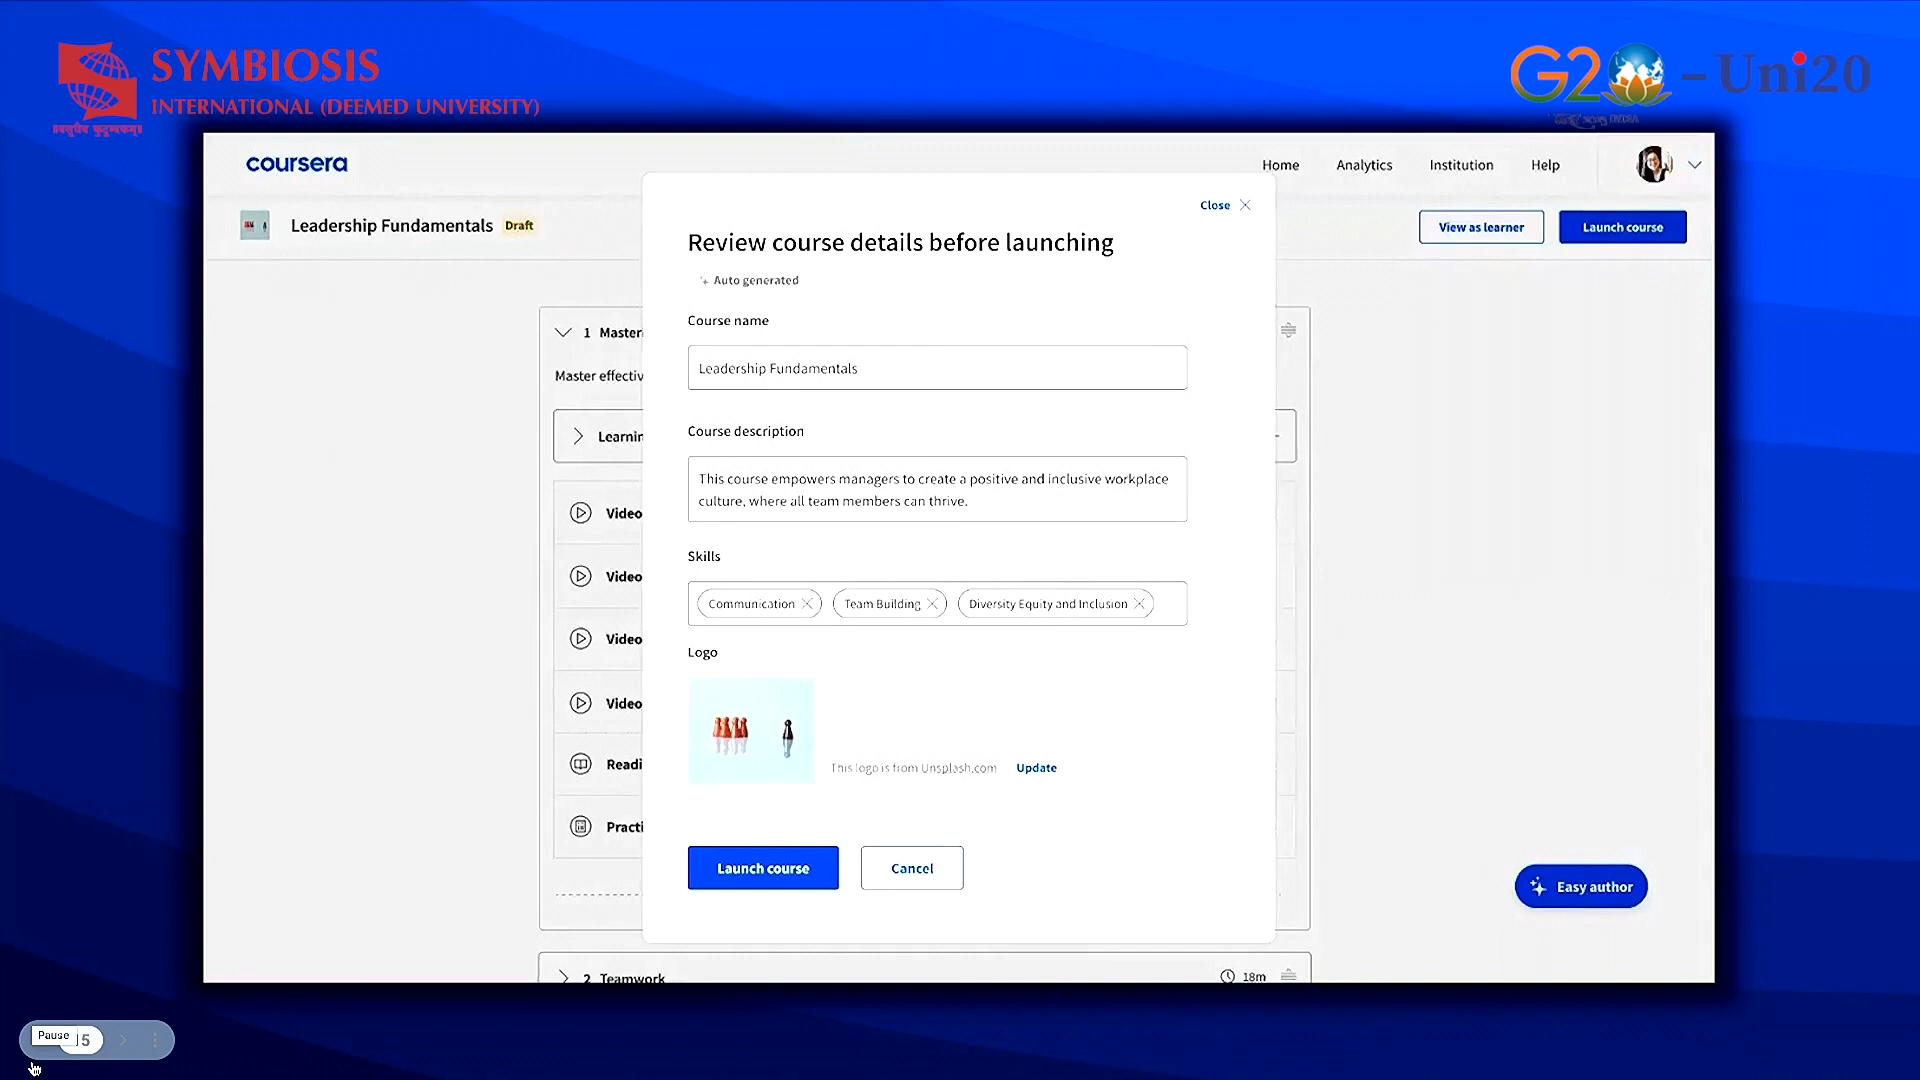 SYMBIOSIS
INTERNATIONAL (DEEMED UNIVERSITY)
॥वसुधैव कुटुम्बकम्॥
G20 – Uni20
coursera
Home Analytics Institution Help
Leadership Fundamentals Draft
View as learner Launch course
Close
Review course details before launching
Auto generated
Course name
Leadership Fundamentals
Course description
This course empowers managers to create a positive and inclusive workplace
culture, where all team members can thrive.
Skills
Communication Team Building Diversity Equity and Inclusion
Logo
This logo is from Unsplash.com Update
Launch course Cancel
1 Master
Master effectiv
Learnin
Video
Video
Video
Video
Readi
Practi
Easy author
2 Teamwork 18m
Pause 5